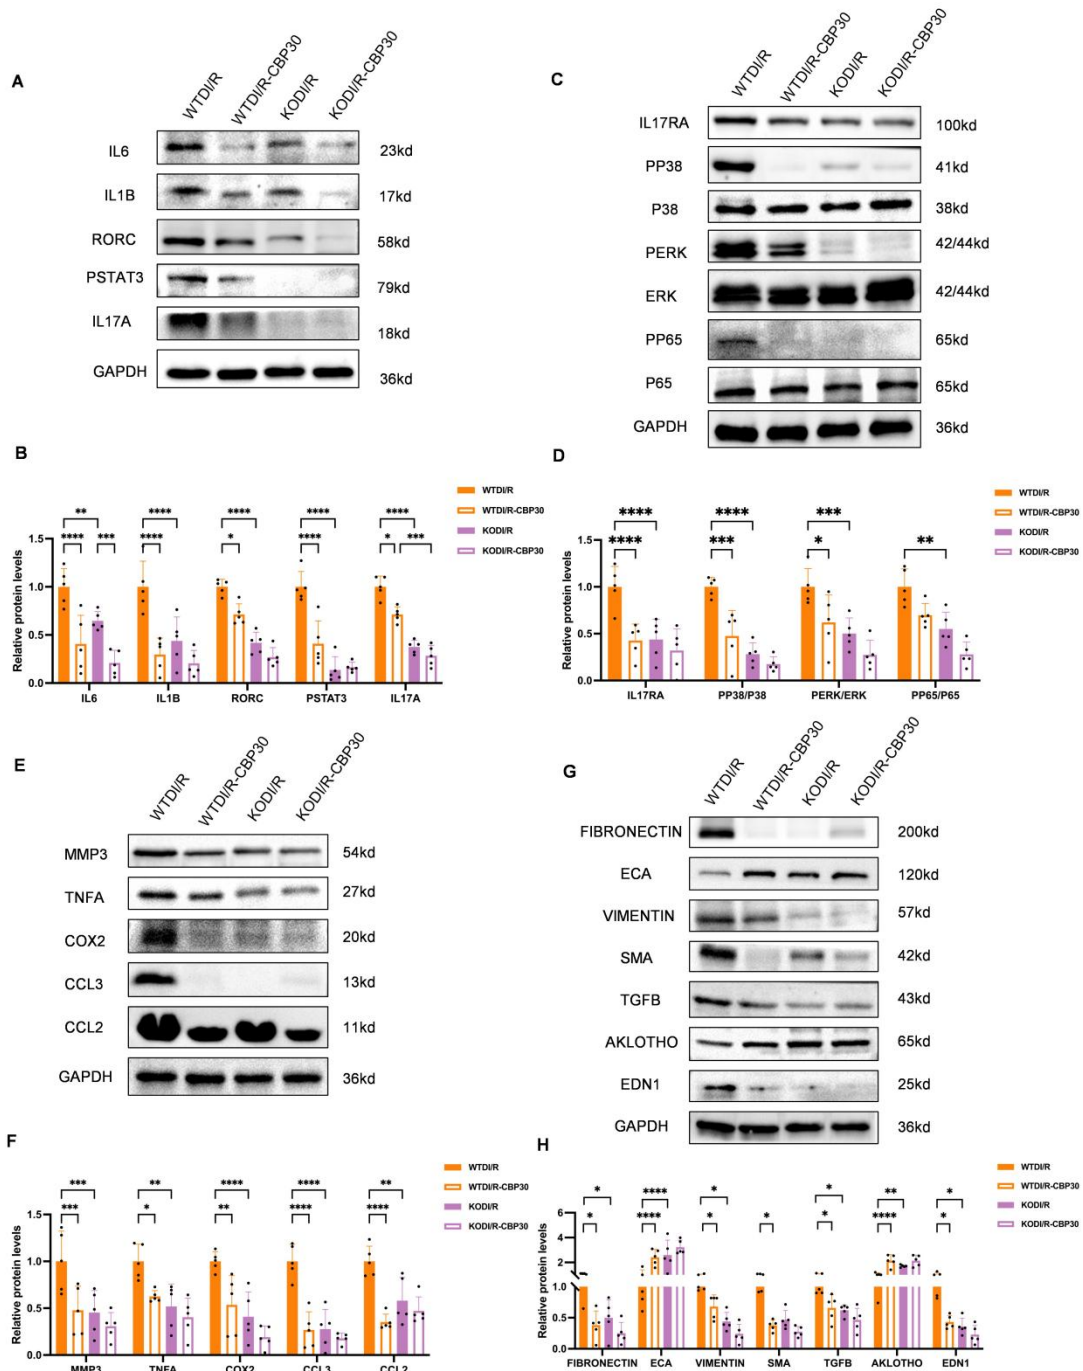 A
WTDI/R
WTDI/R-CBP30
KODI/R
KODI/R-CBP30
IL6
23kd
IL1B
17kd
RORC
58kd
PSTAT3
79kd
IL17A
18kd
GAPDH
36kd
C
WTDI/R
WTDI/R-CBP30
KODI/R
KODI/R-CBP30
IL17RA
100kd
PP38
41kd
P38
38kd
PERK
42/44kd
ERK
42/44kd
PP65
65kd
P65
65kd
GAPDH
36kd
B
WTDI/R
WTDI/R-CBP30
KODI/R
KODI/R-CBP30
** **** **** **** ****
**** *** **** * **** * ***
Relative protein levels
1.5
1.0
0.5
0.0
IL6 IL1B RORC PSTAT3 IL17A
D
WTDI/R
WTDI/R-CBP30
KODI/R
KODI/R-CBP30
**** **** *** **
**** *** *
Relative protein levels
1.5
1.0
0.5
0.0
IL17RA PP38/P38 PERK/ERK PP65/P65
E
WTDI/R
WTDI/R-CBP30
KODI/R
KODI/R-CBP30
MMP3
54kd
TNFA
27kd
COX2
20kd
CCL3
13kd
CCL2
11kd
GAPDH
36kd
G
WTDI/R
WTDI/R-CBP30
KODI/R
KODI/R-CBP30
FIBRONECTIN
200kd
ECA
120kd
VIMENTIN
57kd
SMA
42kd
TGFB
43kd
AKLOTHO
65kd
EDN1
25kd
GAPDH
36kd
F
WTDI/R
WTDI/R-CBP30
KODI/R
KODI/R-CBP30
*** ** **** **** **
*** * ** **** ****
Relative protein levels
1.5
1.0
0.5
0.0
MMP3 TNFA COX2 CCL3 CCL2
H
WTDI/R
WTDI/R-CBP30
KODI/R
KODI/R-CBP30
* **** * * ** *
* **** * * * **** *
Relative protein levels
6
4
2
1.0
0.5
0.0
FIBRONECTIN ECA VIMENTIN SMA TGFB AKLOTHO EDN1